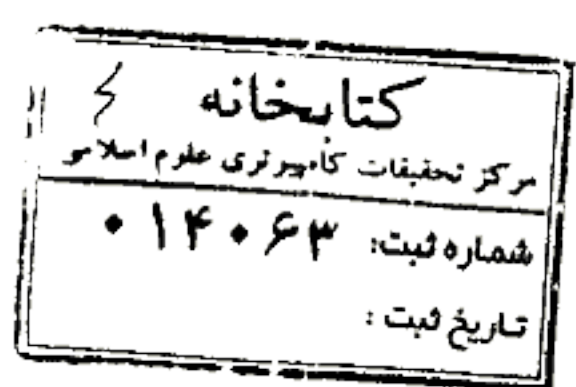 کتابخانه
مرکز تحقیقات کامپیوتری علوم اسلامی
شماره ثبت: ۰۱۴۰۶۳
تاریخ ثبت :